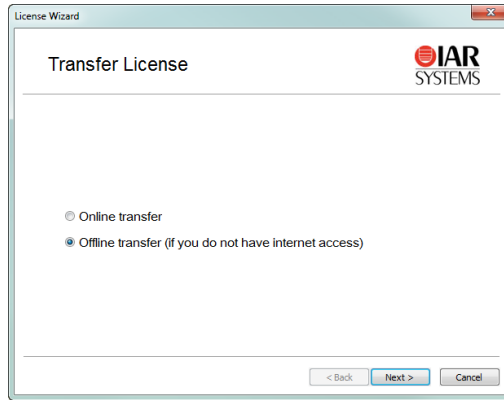 License Wizard
x
Transfer License
IAR
SYSTEMS
Online transfer
Offline transfer (if you do not have internet access)
< Back Next > Cancel